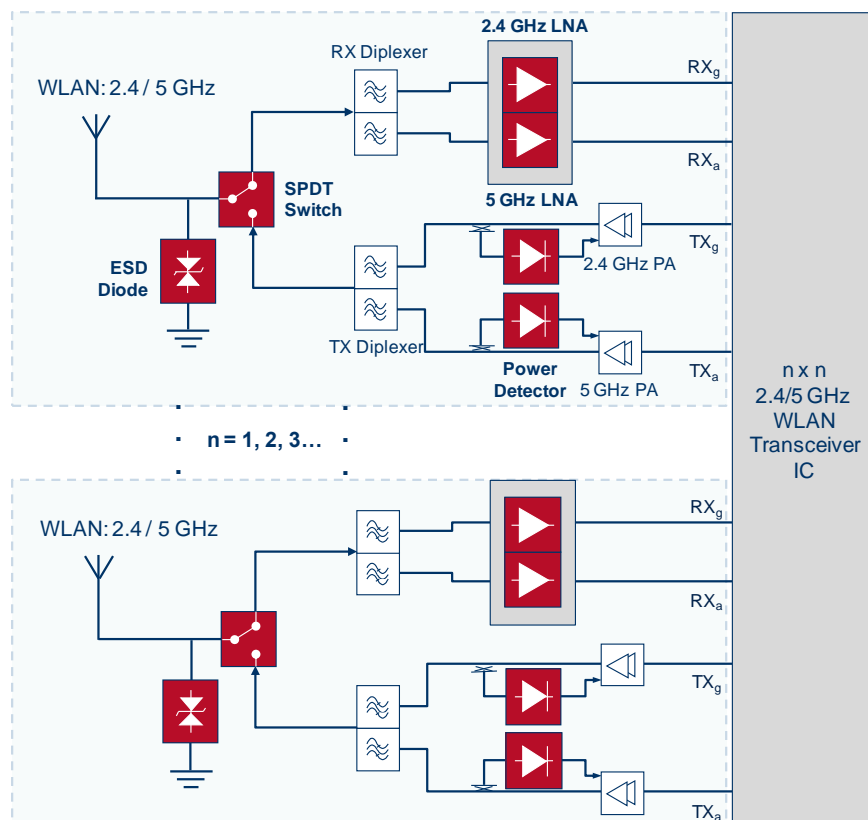 2.4 GHz LNA
RX Diplexer
RXg
WLAN: 2.4 / 5 GHz
RXa
SPDT
Switch
5 GHz LNA
TXg
ESD
Diode
2.4 GHz PA
TX Diplexer
Power
Detector
TXa
5 GHz PA
n = 1, 2, 3...
n x n
2.4/5 GHz
WLAN
Transceiver
IC
RXg
WLAN: 2.4 / 5 GHz
RXa
TXg
TXa